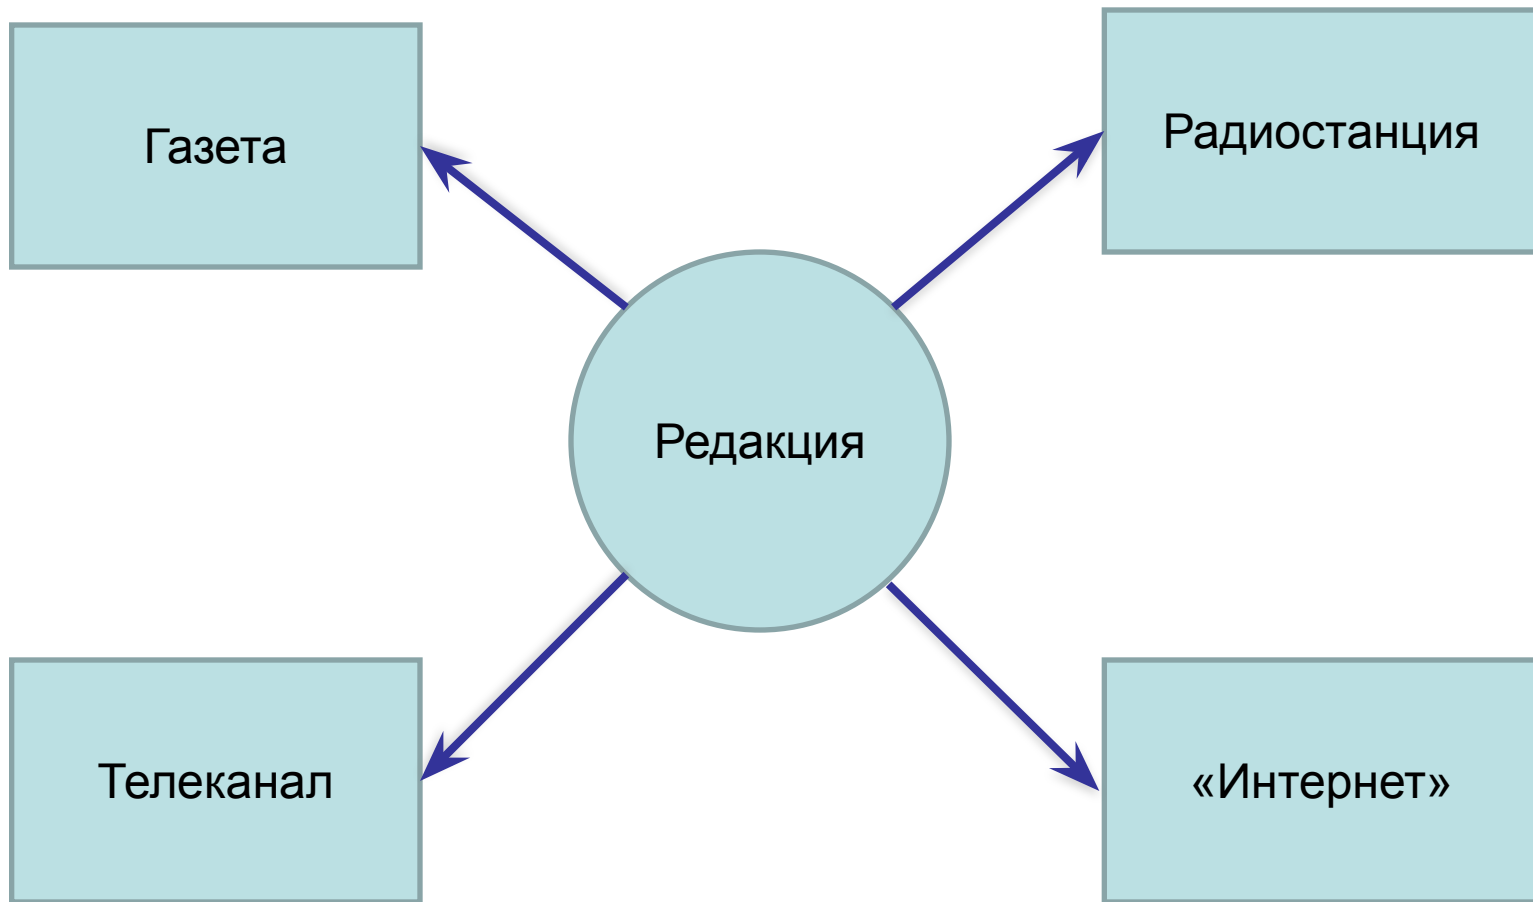 Газета
Радиостанция
Редакция
Телеканал
«Интернет»